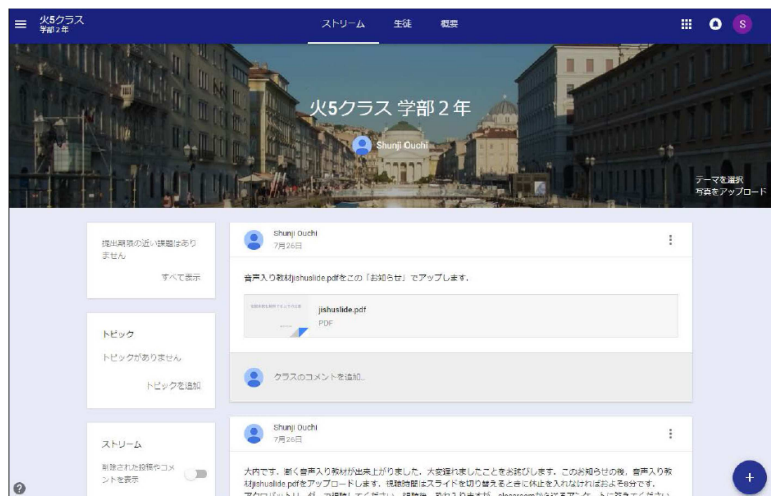 火5クラス
学部２年
ストリーム 生徒 概要
S
火5クラス 学部２年
Shunji Ouchi
テーマを選択
写真をアップロード
提出期限の近い課題はあり
ません
すべて表示
トピック
トピックがありません
トピックを追加
ストリーム
削除された投稿やコメ
ントを表示
Shunji Ouchi
7月26日
音声入り教材jishuslide.pdfをこの「お知らせ」でアップします．
jishuslide.pdf
PDF
クラスのコメントを追加...
Shunji Ouchi
7月26日
大内です．漸く音声入り教材が出来上がりました．大変遅れましたことをお詫びします．このお知らせの後，音声入り教
材jishuslide.pdfをアップロードします．視聴時間はスライドを切り替えるときに休止を入れなければおよそ8分です．